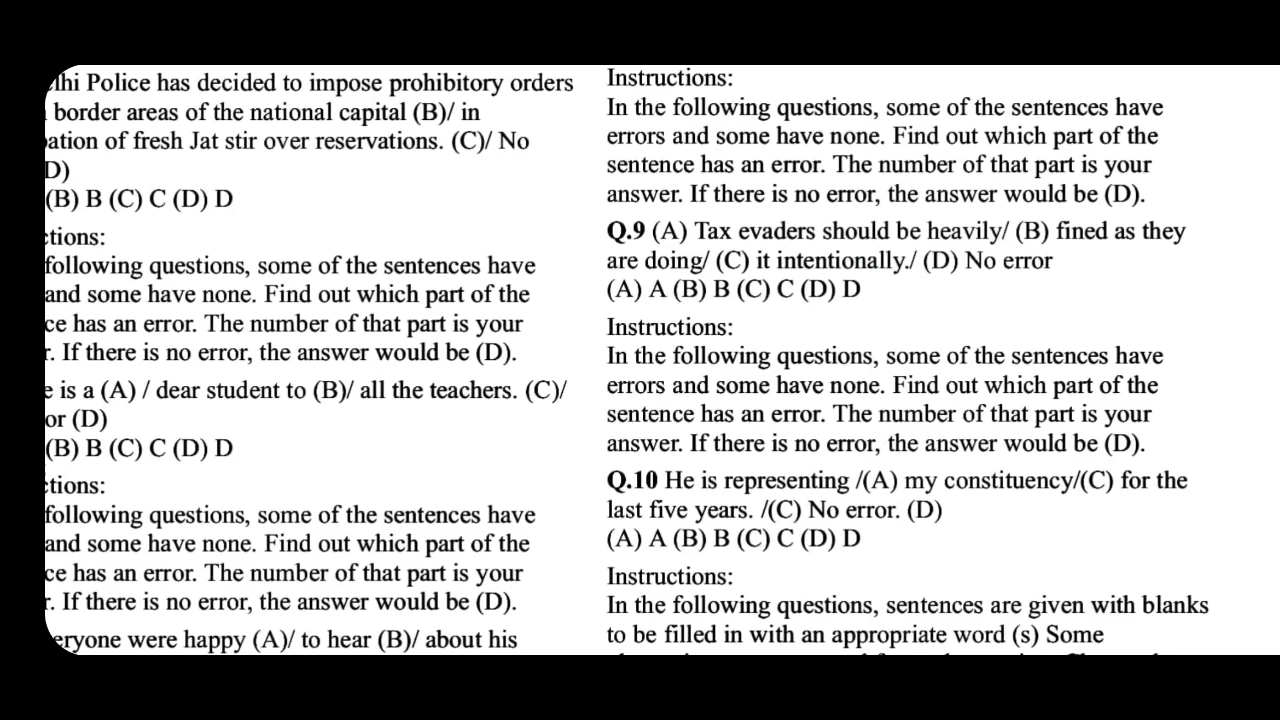 Police has decided to impose prohibitory orders
border areas of the national capital (B)/ in
of fresh Jat stir over reservations. (C)/ No
D)
(B) B (C) C (D) D
following questions, some of the sentences have
and some have none. Find out which part of the
has an error. The number of that part is your
If there is no error, the answer would be (D).
is a (A) / dear student to (B)/ all the teachers. (C)/
or (D)
(B) B (C) C (D) D
following questions, some of the sentences have
and some have none. Find out which part of the
has an error. The number of that part is your
If there is no error, the answer would be (D).
were happy (A)/ to hear (B)/ about his
Instructions:
In the following questions, some of the sentences have
errors and some have none. Find out which part of the
sentence has an error. The number of that part is your
answer. If there is no error, the answer would be (D).
Q.9 (A) Tax evaders should be heavily/ (B) fined as they
are doing/ (C) it intentionally./ (D) No error
(A) A (B) B (C) C (D) D
Instructions:
In the following questions, some of the sentences have
errors and some have none. Find out which part of the
sentence has an error. The number of that part is your
answer. If there is no error, the answer would be (D).
Q.10 He is representing /(A) my constituency/(C) for the
last five years. /(C) No error. (D)
(A) A (B) B (C) C (D) D
Instructions:
In the following questions, sentences are given with blanks
to be filled in with an appropriate word (s) Some